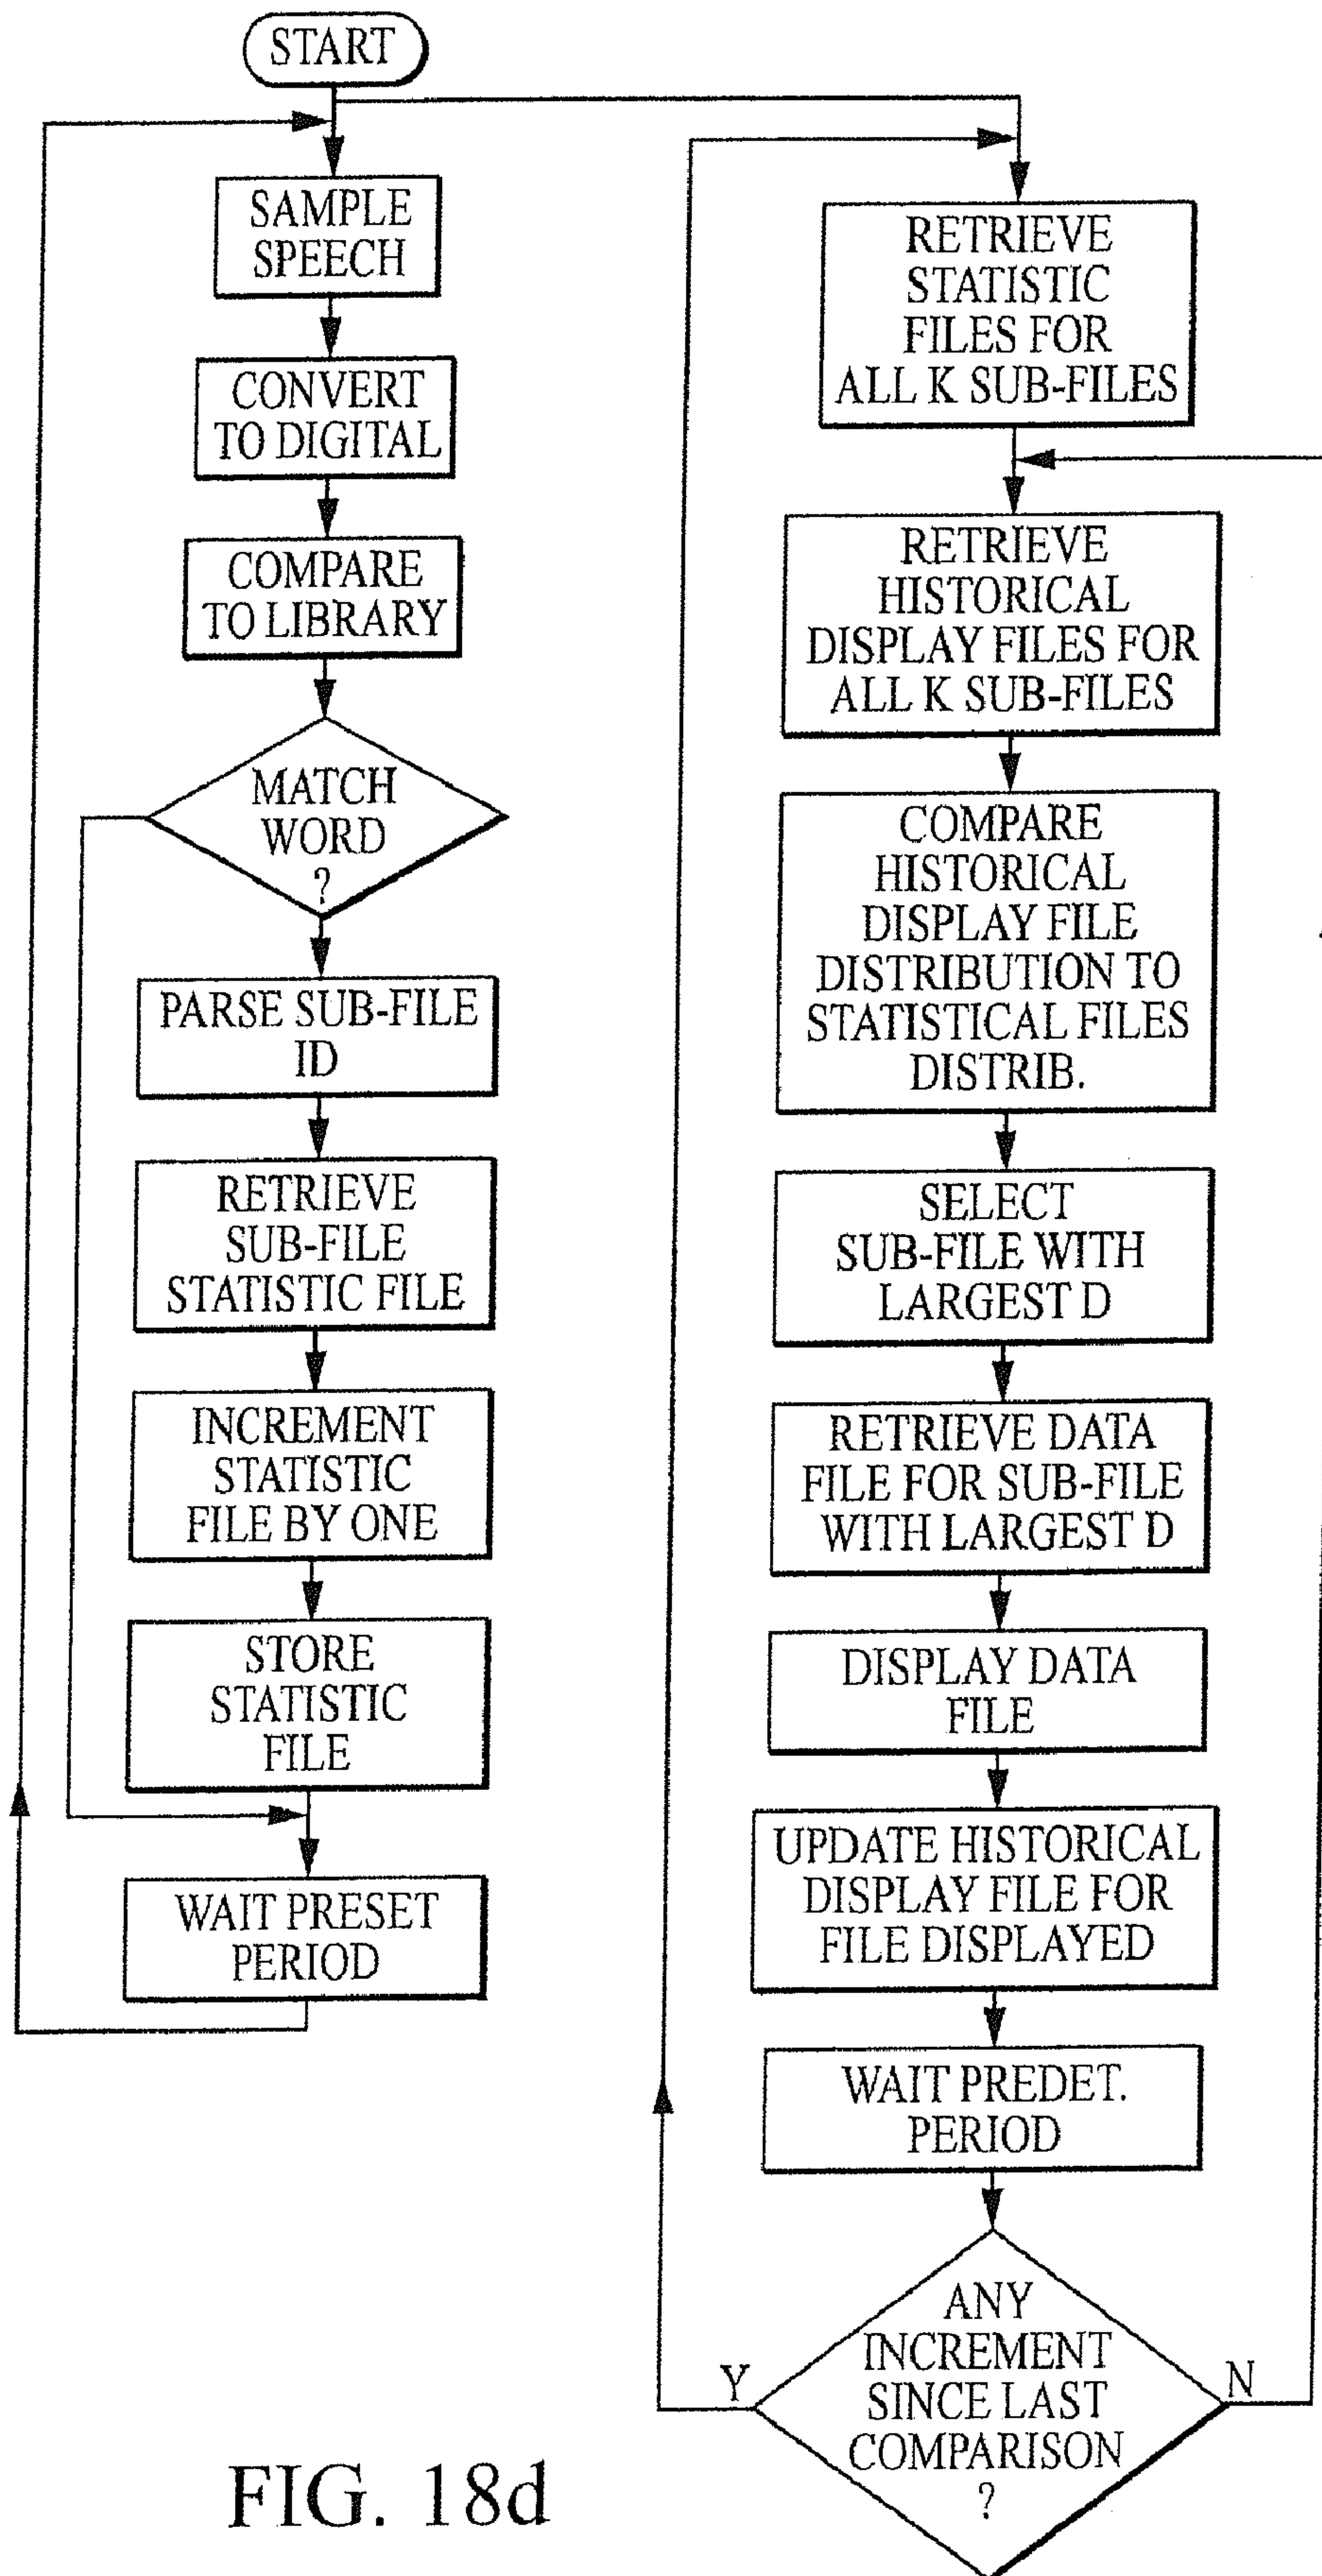 START
SAMPLE
SPEECH
CONVERT
TO DIGITAL
COMPARE
TO LIBRARY
MATCH
WORD
?
PARSE SUB-FILE
ID
RETRIEVE
SUB-FILE
STATISTIC FILE
INCREMENT
STATISTIC
FILE BY ONE
STORE
STATISTIC
FILE
WAIT PRESET
PERIOD
RETRIEVE
STATISTIC
FILES FOR
ALL K SUB-FILES
RETRIEVE
HISTORICAL
DISPLAY FILES FOR
ALL K SUB-FILES
COMPARE
HISTORICAL
DISPLAY FILE
DISTRIBUTION TO
STATISTICAL FILES
DISTRIB.
SELECT
SUB-FILE WITH
LARGEST D
RETRIEVE DATA
FILE FOR SUB-FILE
WITH LARGEST D
DISPLAY DATA
FILE
UPDATE HISTORICAL
DISPLAY FILE FOR
FILE DISPLAYED
WAIT PREDET.
PERIOD
ANY
INCREMENT
SINCE LAST
COMPARISON
?
Y
N
FIG. 18d